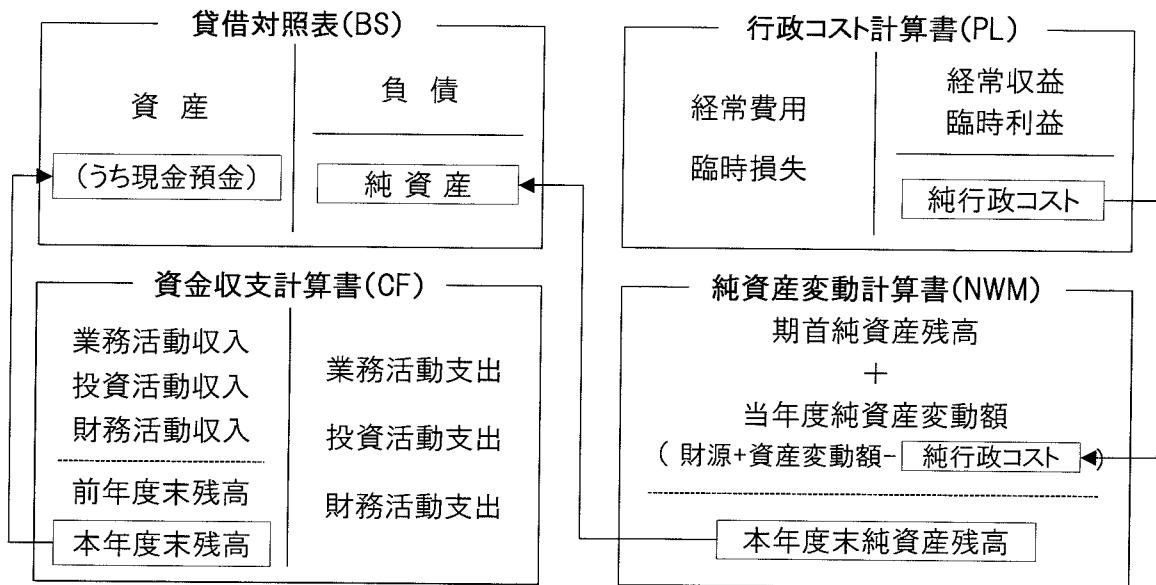 貸借対照表(BS)
資 産
(うち現金預金)
負 債
純 資 産
行政コスト計算書(PL)
経常費用
臨時損失
経常収益
臨時利益
純行政コスト
資金収支計算書(CF)
業務活動収入
投資活動収入
財務活動収入
前年度末残高
本年度末残高
業務活動支出
投資活動支出
財務活動支出
純資産変動計算書(NWM)
期首純資産残高
+
当年度純資産変動額
( 財源+資産変動額- 純行政コスト )
本年度末純資産残高